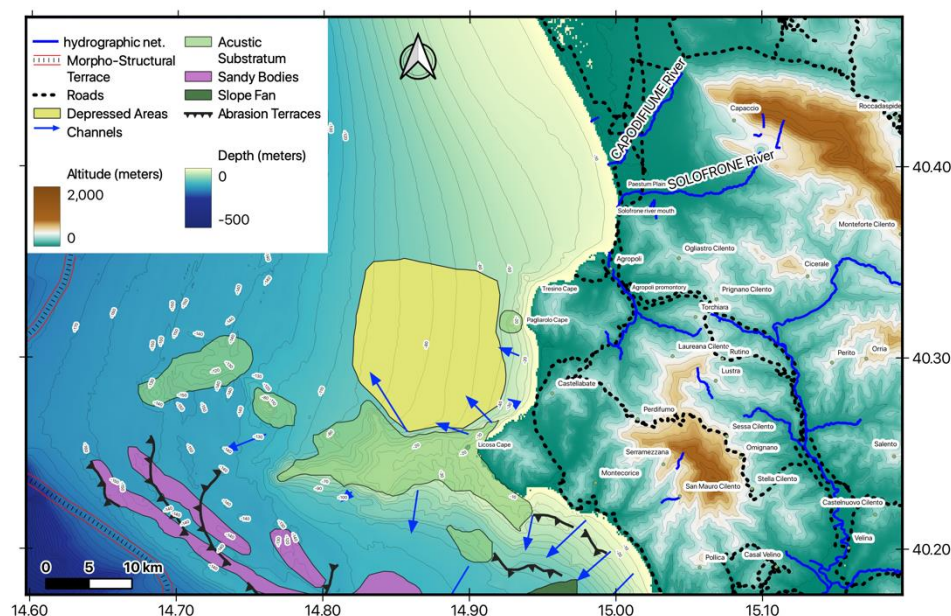 hydrographic net.
Morpho-Structural
Terrace
Roads
Depressed Areas
Channels
Acustic
Substratum
Sandy Bodies
Slope Fan
Abrasion Terraces
Altitude (meters)
2,000
0
Depth (meters)
0
-500
CAPODIFIUME River
Capaccio
Roccadaspide
SOLOFRONE River
Paestum Plain
Solofrone river mouth
Monteforte Cilento
Agropoli
Ogliastro Cilento
Cicerale
Tresino Cape
Agropoli promontory
Prignano Cilento
Torchiara
Pagliarolo Cape
Laureana Cilento
Rutino
Perito
Orria
Lustra
Castellabate
Perdifumo
Sessa Cilento
Omignano
Licosa Cape
Serramezzana
Salento
Montecorice
San Mauro Cilento
Stella Cilento
Castelnuovo Cilento
Velina
Pollica
Casal Velino
0 5 10 km
40.40
40.30
40.20
14.60 14.70 14.80 14.90 15.00 15.10